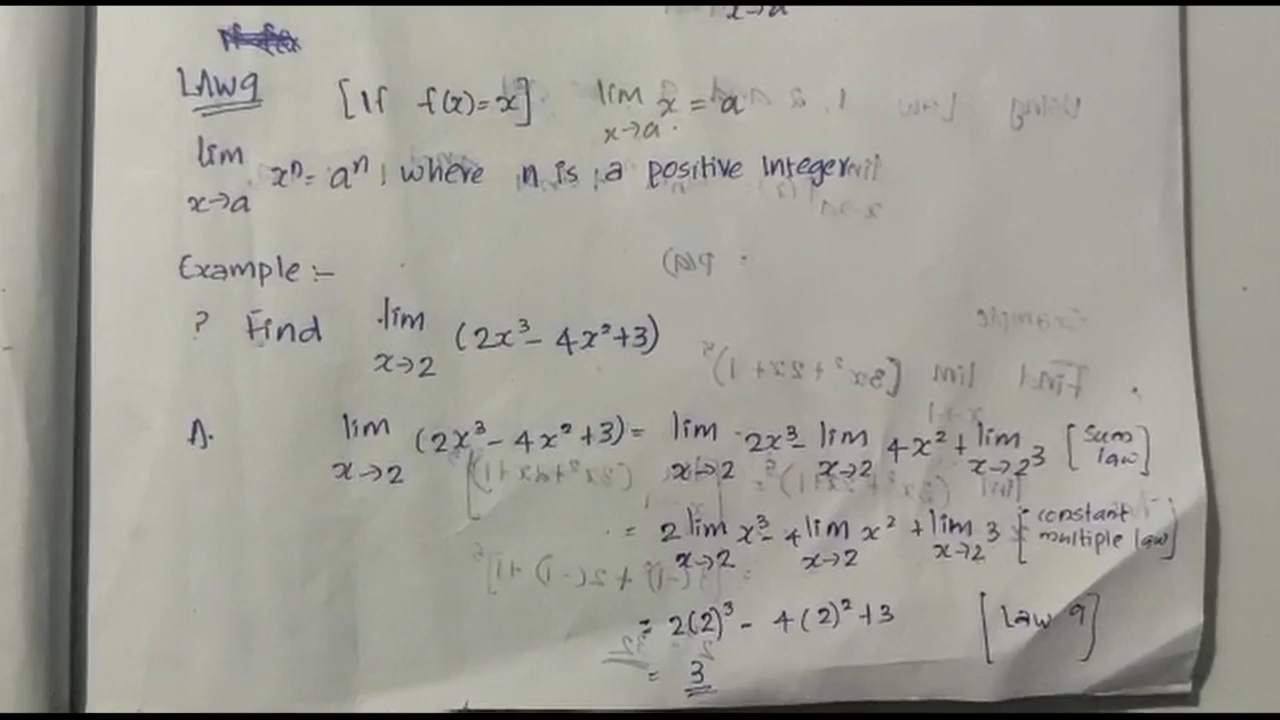 x→a
LAW 9 [If f(x)=x] lim x→a x = a
lim x→a xⁿ = aⁿ, where n is a positive Integer
Example:-
? Find lim x→2 (2x³ - 4x² + 3)
A. lim x→2 (2x³ - 4x² + 3) = lim x→2 2x³ - lim x→2 4x² + lim x→2 3 [Sum law]
= 2 lim x→2 x³ - 4 lim x→2 x² + lim x→2 3 [constant multiple law]
= 2(2)³ - 4(2)² + 3 [Law 9]
= 3